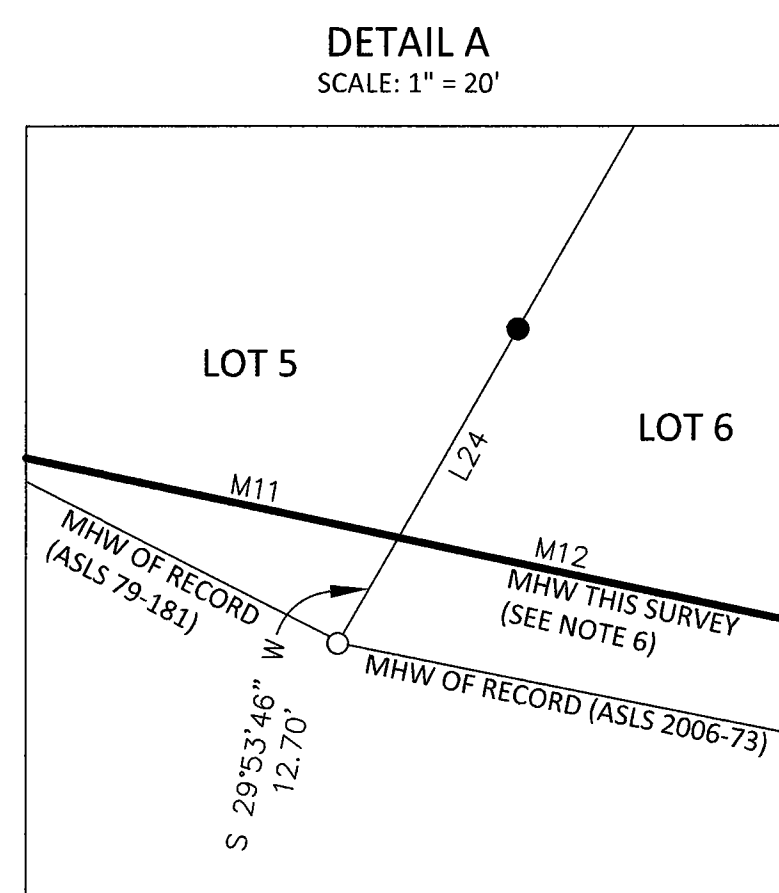 DETAIL A
SCALE: 1" = 20'
LOT 5
LOT 6
L24
M11
M12
MHW OF RECORD
(ASLS 79-181)
MHW THIS SURVEY
(SEE NOTE 6)
MHW OF RECORD (ASLS 2006-73)
S 29°53'46" W
12.70'